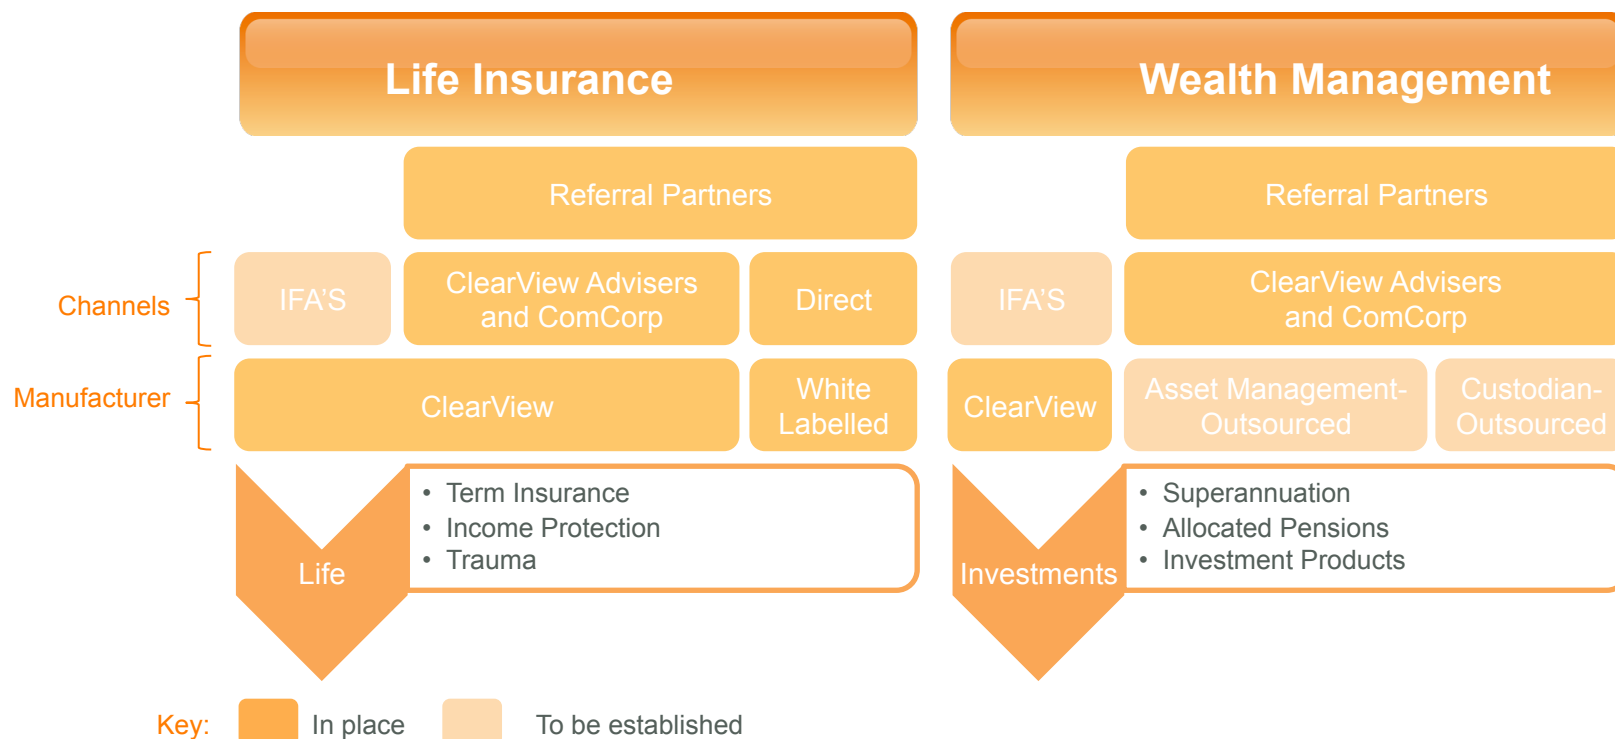 Life Insurance
Wealth Management
Referral Partners
Referral Partners
Channels
IFA'S
ClearView Advisers
and ComCorp
Direct
IFA'S
ClearView Advisers
and ComCorp
Manufacturer
ClearView
White
Labelled
ClearView
Asset Management-
Outsourced
Custodian-
Outsourced
Life
• Term Insurance
• Income Protection
• Trauma
Investments
• Superannuation
• Allocated Pensions
• Investment Products
Key:
In place
To be established